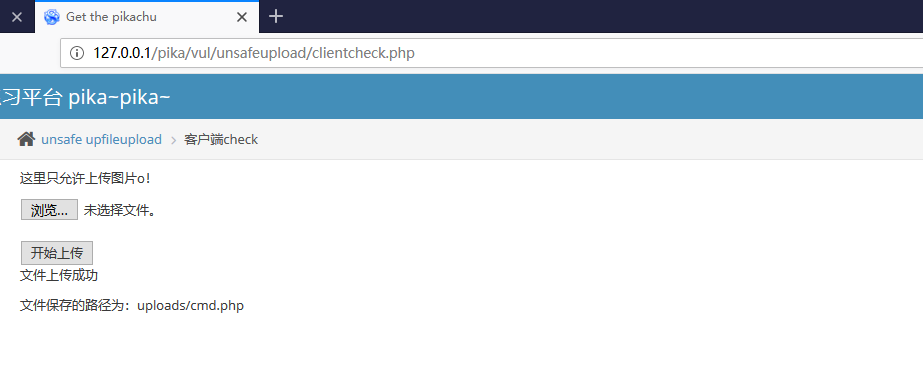 Get the pikachu
127.0.0.1/pika/vul/unsafeupload/clientcheck.php
习平台 pika~pika~
unsafe upfileupload > 客户端check
这里只允许上传图片o!
浏览... 未选择文件。
开始上传
文件上传成功
文件保存的路径为：uploads/cmd.php